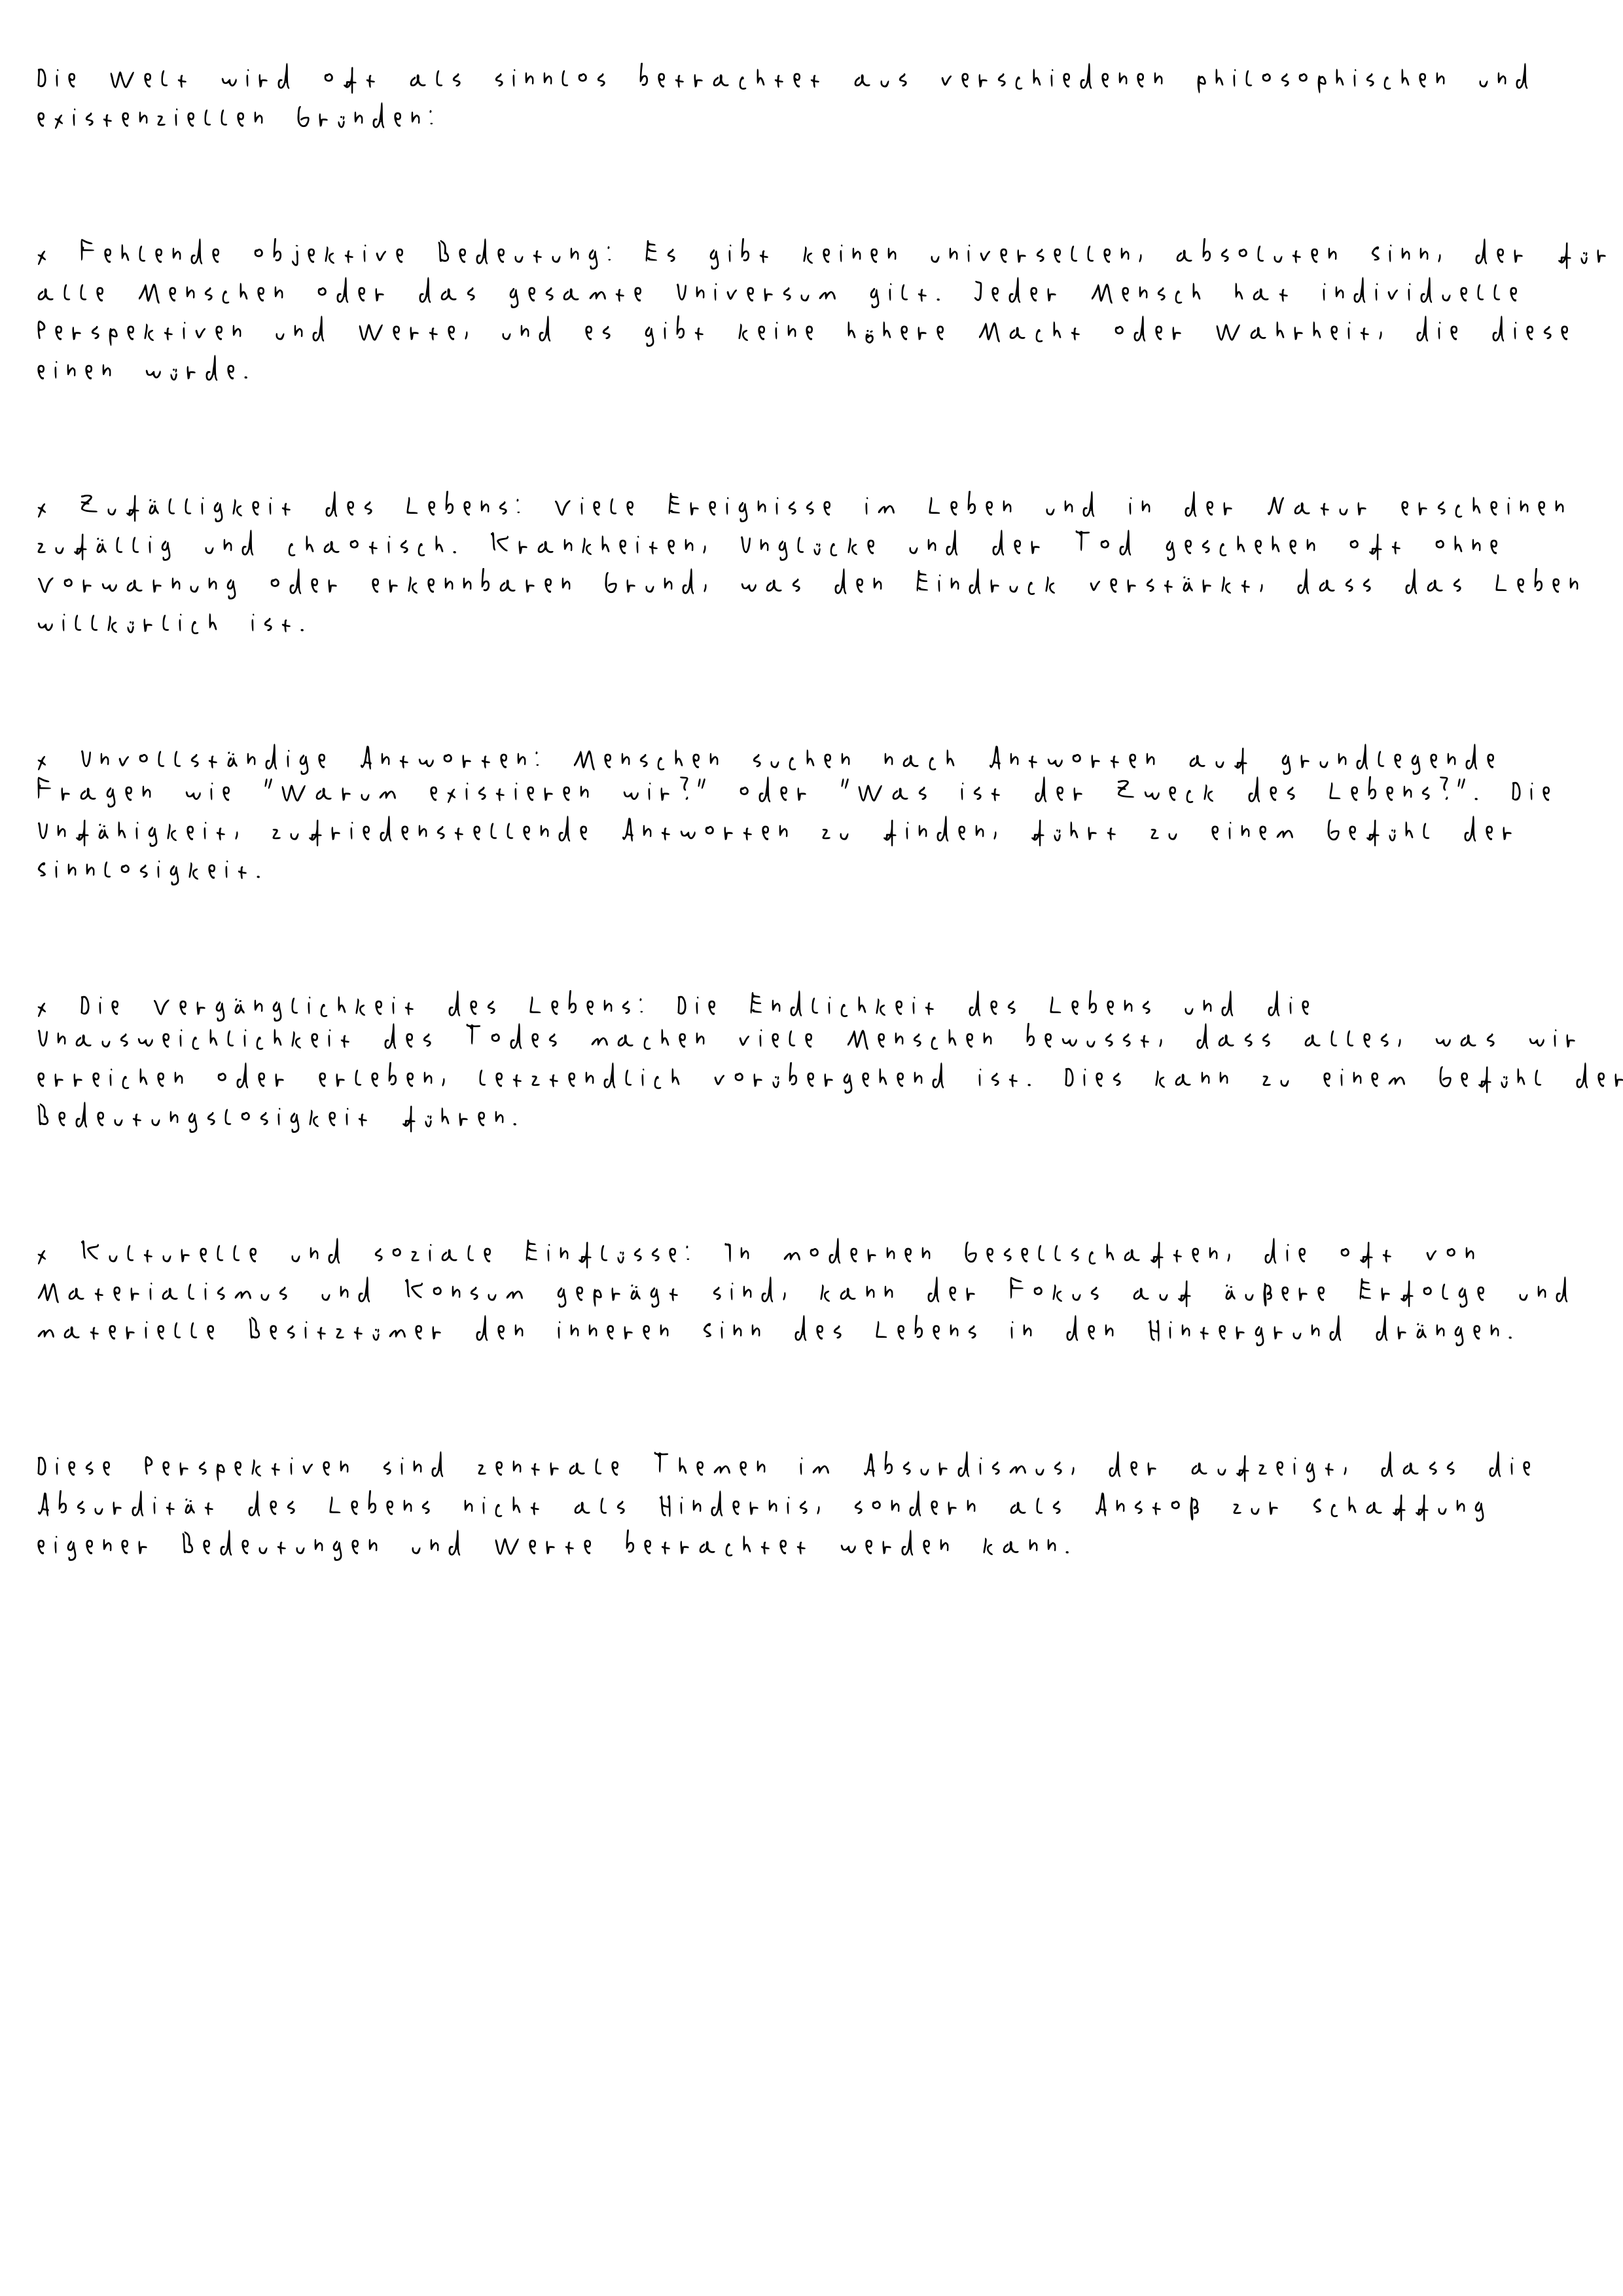 Die Welt wird oft als sinnlos betrachtet aus verschiedenen philosophischen und
existenziellen Gründen:
x Fehlende objektive Bedeutung: Es gibt keinen universellen, absoluten Sinn, der für
alle Menschen oder das gesamte Universum gilt. Jeder Mensch hat individuelle
Perspektiven und Werte, und es gibt keine höhere Macht oder Wahrheit, die diese
einen würde.
x Zufälligkeit des Lebens: Viele Ereignisse im Leben und in der Natur erscheinen
zufällig und chaotisch. Krankheiten, Unglücke und der Tod geschehen oft ohne
Vorwarnung oder erkennbaren Grund, was den Eindruck verstärkt, dass das Leben
willkürlich ist.
x Unvollständige Antworten: Menschen suchen nach Antworten auf grundlegende
Fragen wie "Warum existieren wir?" oder "Was ist der Zweck des Lebens?". Die
Unfähigkeit, zufriedenstellende Antworten zu finden, führt zu einem Gefühl der
Sinnlosigkeit.
x Die Vergänglichkeit des Lebens: Die Endlichkeit des Lebens und die
Unausweichlichkeit des Todes machen viele Menschen bewusst, dass alles, was wir
erreichen oder erleben, letztendlich vorübergehend ist. Dies kann zu einem Gefühl der
Bedeutungslosigkeit führen.
x Kulturelle und soziale Einflüsse: In modernen Gesellschaften, die oft von
Materialismus und Konsum geprägt sind, kann der Fokus auf äußere Erfolge und
materielle Besitztümer den inneren Sinn des Lebens in den Hintergrund drängen.
Diese Perspektiven sind zentrale Themen im Absurdismus, der aufzeigt, dass die
Absurdität des Lebens nicht als Hindernis, sondern als Anstoß zur Schaffung
eigener Bedeutungen und Werte betrachtet werden kann.